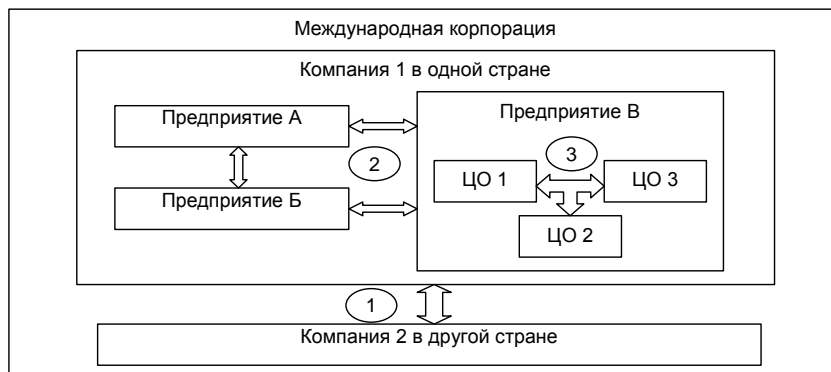 Международная корпорация
Компания 1 в одной стране
Предприятие А
Предприятие В
2
3
ЦО 1
ЦО 3
Предприятие Б
ЦО 2
1
Компания 2 в другой стране